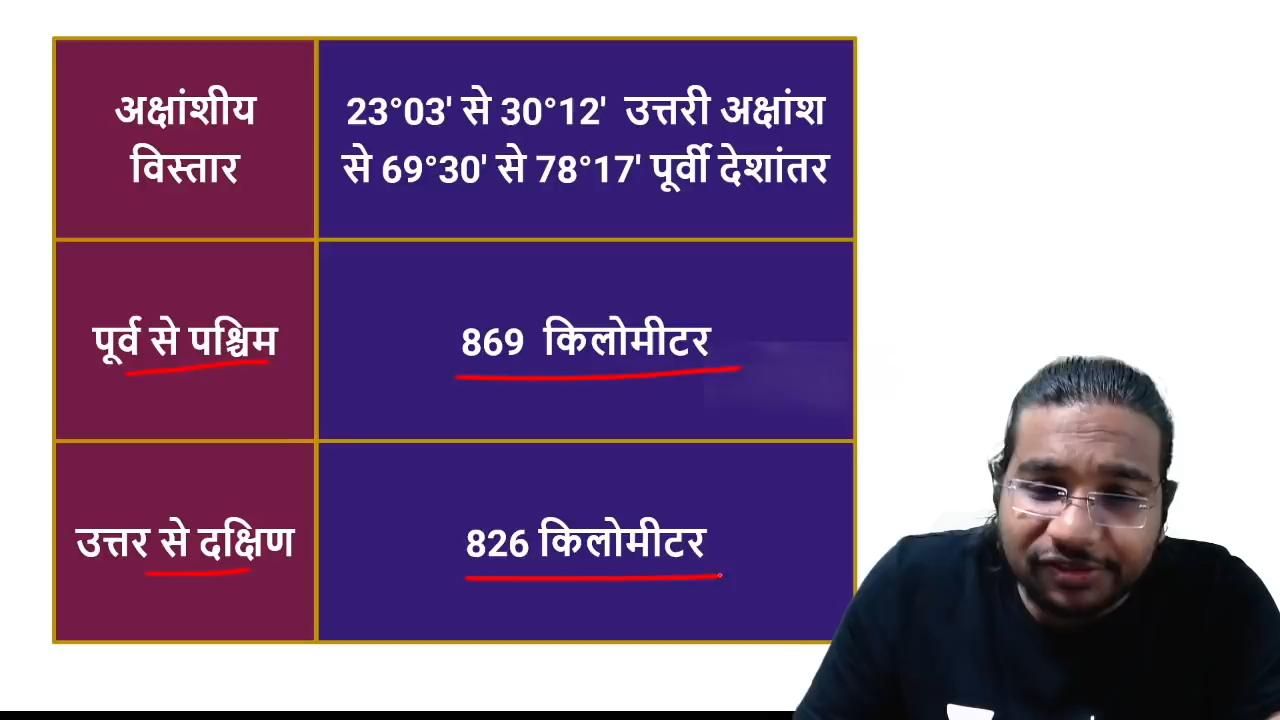 अक्षांशीय
विस्तार
23°03' से 30°12' उत्तरी अक्षांश
से 69°30' से 78°17' पूर्वी देशांतर
पूर्व से पश्चिम
869 किलोमीटर
उत्तर से दक्षिण
826 किलोमीटर